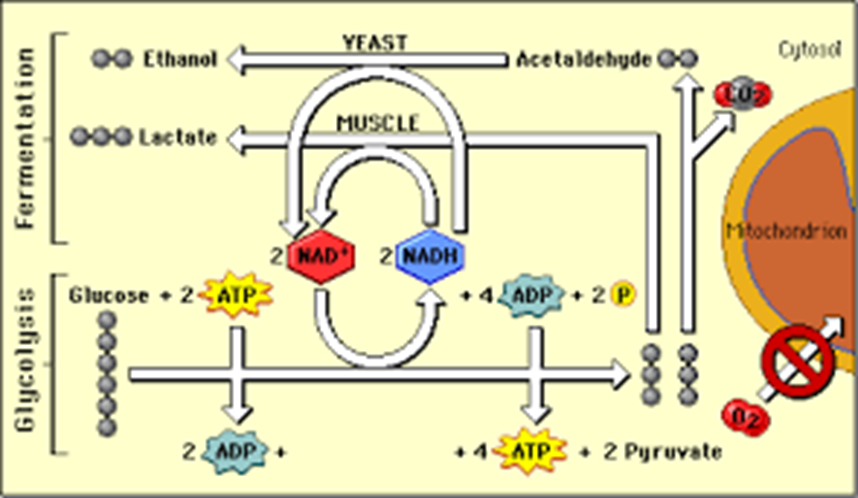 Fermentation
Glycolysis
YEAST
Ethanol
Acetaldehyde
Cytosol
CO2
MUSCLE
Lactate
Mitochondrion
2 NAD+
2 NADH
Glucose + 2 ATP
+ 4 ADP + 2 P
O2
2 ADP +
+ 4 ATP + 2 Pyruvate